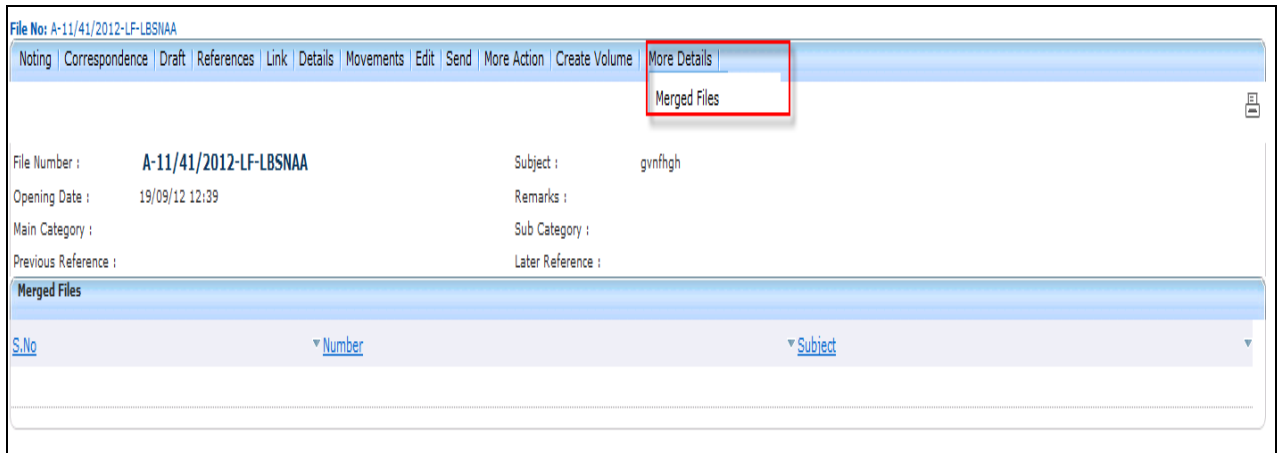 File No: A-11/41/2012-LF-LBSNAA
Noting | Correspondence | Draft | References | Link | Details | Movements | Edit | Send | More Action | Create Volume | More Details |
Merged Files
File Number : A-11/41/2012-LF-LBSNAA Subject : gvnfhgh
Opening Date : 19/09/12 12:39 Remarks :
Main Category : Sub Category :
Previous Reference : Later Reference :
Merged Files
S.No Number Subject